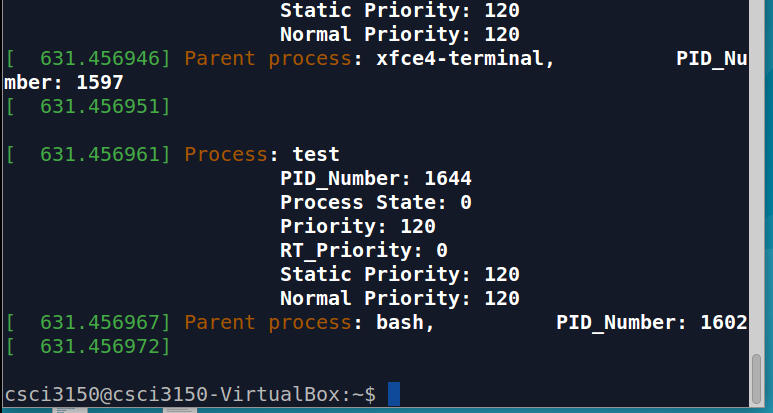 Static Priority: 120
Normal Priority: 120
[  631.456946] Parent process: xfce4-terminal,          PID_Nu
mber: 1597
[  631.456951]
[  631.456961] Process: test
PID_Number: 1644
Process State: 0
Priority: 120
RT_Priority: 0
Static Priority: 120
Normal Priority: 120
[  631.456967] Parent process: bash,          PID_Number: 1602
[  631.456972]
csci3150@csci3150-VirtualBox:~$